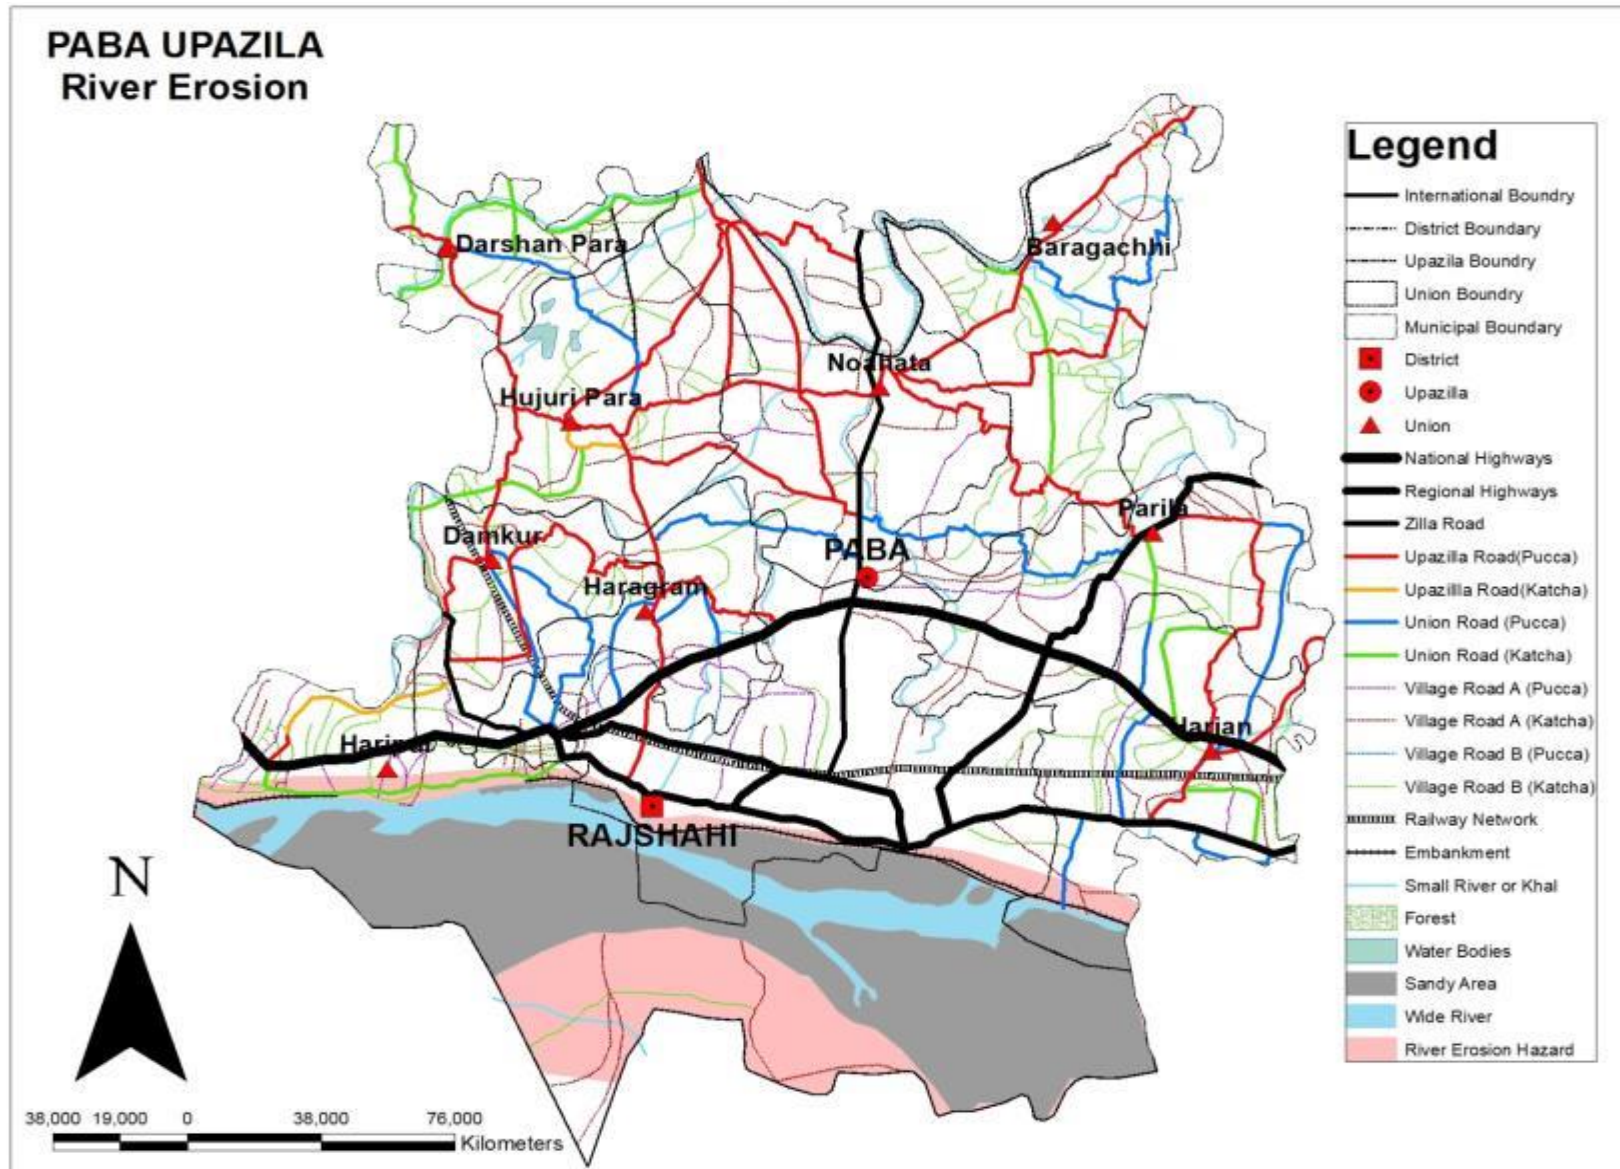 PABA UPAZILA
River Erosion
Darshan Para
Baragachhi
Noahata
Hujuri Para
Parila
Damkur
PABA
Haragram
Harian
Haripur
RAJSHAHI
N
38,000 19,000 0 38,000 76,000
Kilometers
Legend
International Boundry
District Boundary
Upazila Boundry
Union Boundry
Municipal Boundary
District
Upazilla
Union
National Highways
Regional Highways
Zilla Road
Upazilla Road(Pucca)
Upazillla Road(Katcha)
Union Road (Pucca)
Union Road (Katcha)
Village Road A (Pucca)
Village Road A (Katcha)
Village Road B (Pucca)
Village Road B (Katcha)
Railway Network
Embankment
Small River or Khal
Forest
Water Bodies
Sandy Area
Wide River
River Erosion Hazard